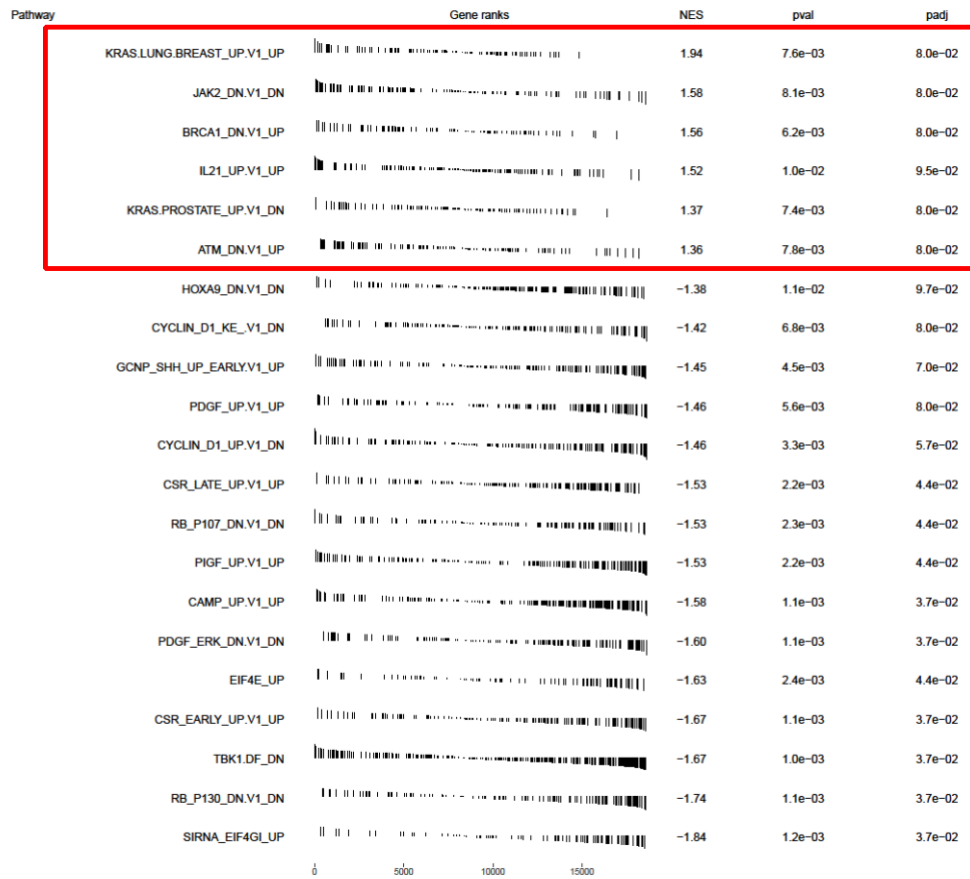 Pathway Gene ranks NES pval padj
KRAS.LUNG.BREAST_UP.V1_UP 1.94 7.6e−03 8.0e−02
JAK2_DN.V1_DN 1.58 8.1e−03 8.0e−02
BRCA1_DN.V1_UP 1.56 6.2e−03 8.0e−02
IL21_UP.V1_UP 1.52 1.0e−02 9.5e−02
KRAS.PROSTATE_UP.V1_DN 1.37 7.4e−03 8.0e−02
ATM_DN.V1_UP 1.36 7.8e−03 8.0e−02
HOXA9_DN.V1_DN −1.38 1.1e−02 9.7e−02
CYCLIN_D1_KE_.V1_DN −1.42 6.8e−03 8.0e−02
GCNP_SHH_UP_EARLY.V1_UP −1.45 4.5e−03 7.0e−02
PDGF_UP.V1_UP −1.46 5.6e−03 8.0e−02
CYCLIN_D1_UP.V1_DN −1.46 3.3e−03 5.7e−02
CSR_LATE_UP.V1_UP −1.53 2.2e−03 4.4e−02
RB_P107_DN.V1_DN −1.53 2.3e−03 4.4e−02
PIGF_UP.V1_UP −1.53 2.2e−03 4.4e−02
CAMP_UP.V1_UP −1.58 1.1e−03 3.7e−02
PDGF_ERK_DN.V1_DN −1.60 1.1e−03 3.7e−02
EIF4E_UP −1.63 2.4e−03 4.4e−02
CSR_EARLY_UP.V1_UP −1.67 1.1e−03 3.7e−02
TBK1.DF_DN −1.67 1.0e−03 3.7e−02
RB_P130_DN.V1_DN −1.74 1.1e−03 3.7e−02
SIRNA_EIF4GI_UP −1.84 1.2e−03 3.7e−02
0 5000 10000 15000